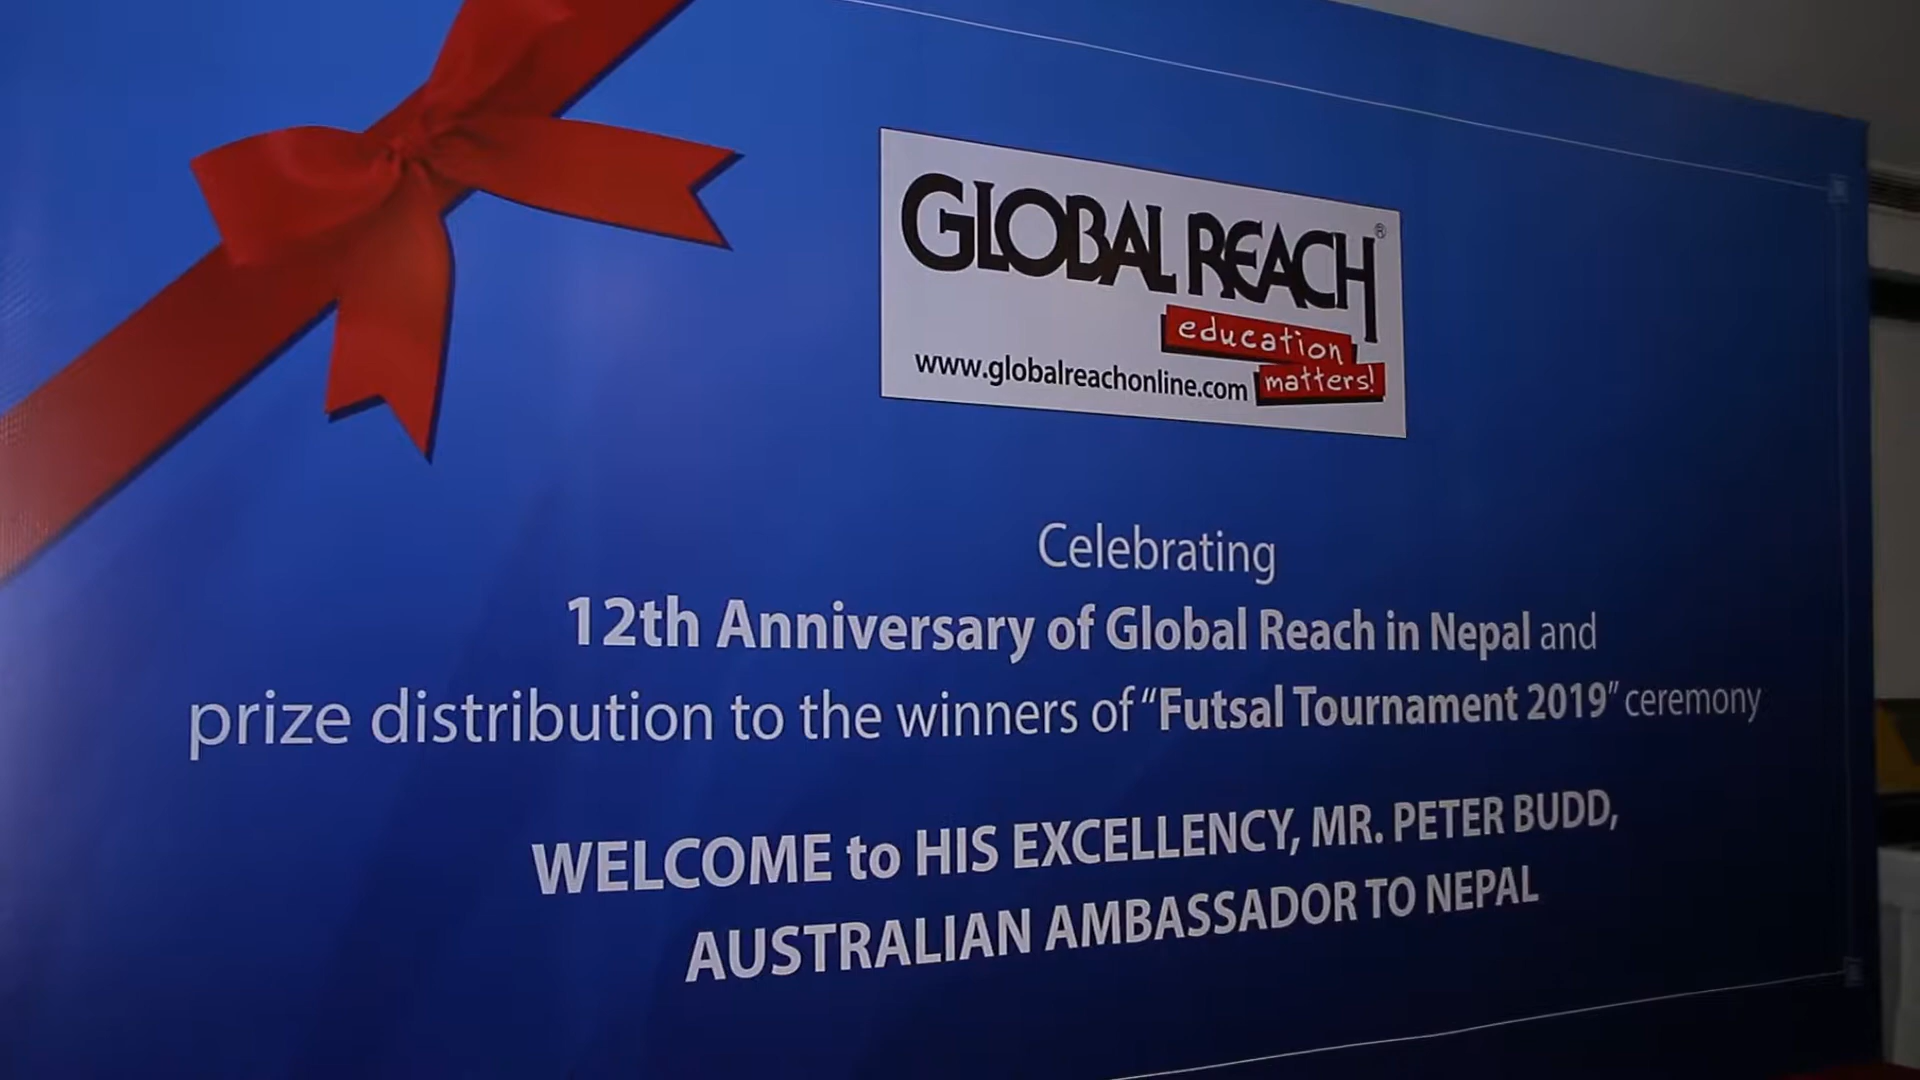 GLOBAL REACH®
education
matters!
www.globalreachonline.com
Celebrating
12th Anniversary of Global Reach in Nepal and
prize distribution to the winners of “Futsal Tournament 2019” ceremony
WELCOME to HIS EXCELLENCY, MR. PETER BUDD,
AUSTRALIAN AMBASSADOR TO NEPAL